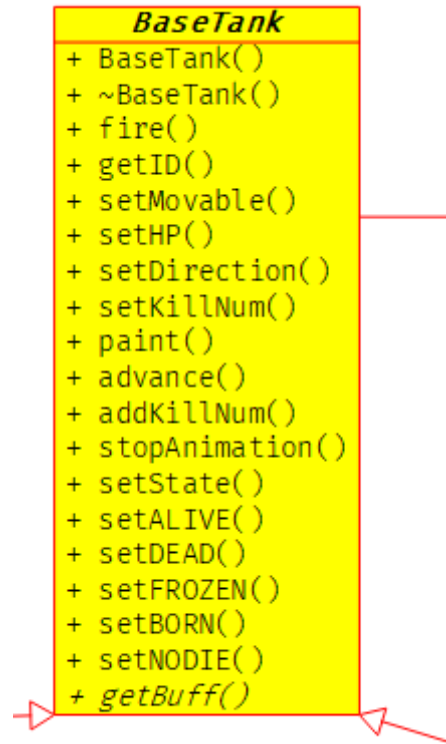 BaseTank
+ BaseTank()
+ ~BaseTank()
+ fire()
+ getID()
+ setMovable()
+ setHP()
+ setDirection()
+ setKillNum()
+ paint()
+ advance()
+ addKillNum()
+ stopAnimation()
+ setState()
+ setALIVE()
+ setDEAD()
+ setFROZEN()
+ setBORN()
+ setNODIE()
+ getBuff()